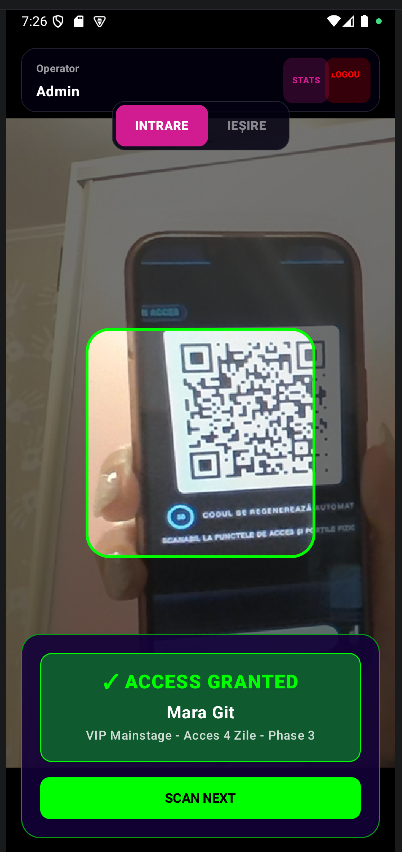 7:26
Operator
Admin
STATS
LOGOU
INTRARE
IEȘIRE
N ACCES
CODUL SE REGENEREAZĂ AUTOMAT
SCANABIL LA PUNCTELE DE ACCES ȘI PORȚILE FIZIC
✓ ACCESS GRANTED
Mara Git
VIP Mainstage - Acces 4 Zile - Phase 3
SCAN NEXT